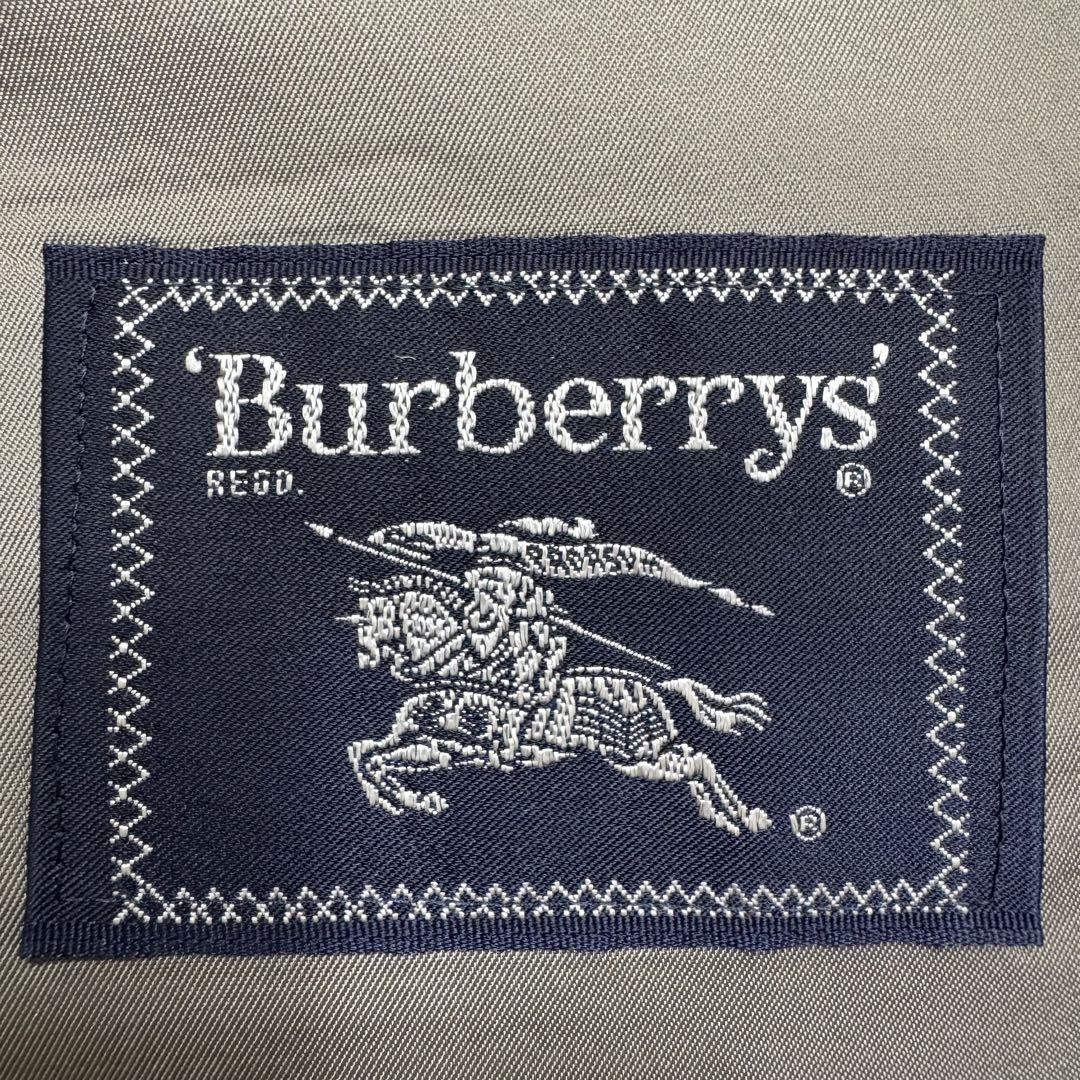 ‘Burberrys’
REGD. ®
®